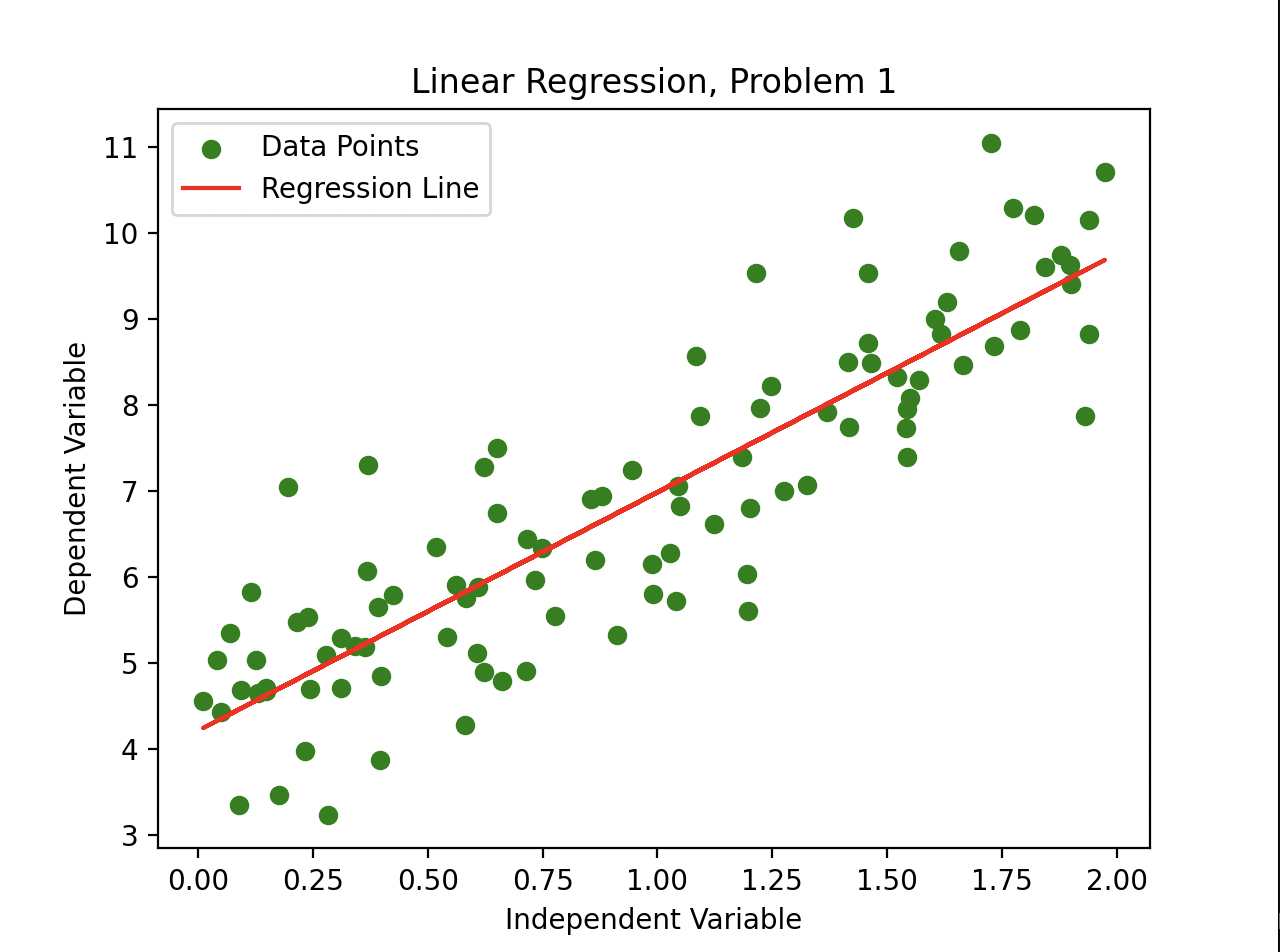 Linear Regression, Problem 1
Data Points
Regression Line
11
10
9
8
7
6
5
4
3
Dependent Variable
0.00 0.25 0.50 0.75 1.00 1.25 1.50 1.75 2.00
Independent Variable